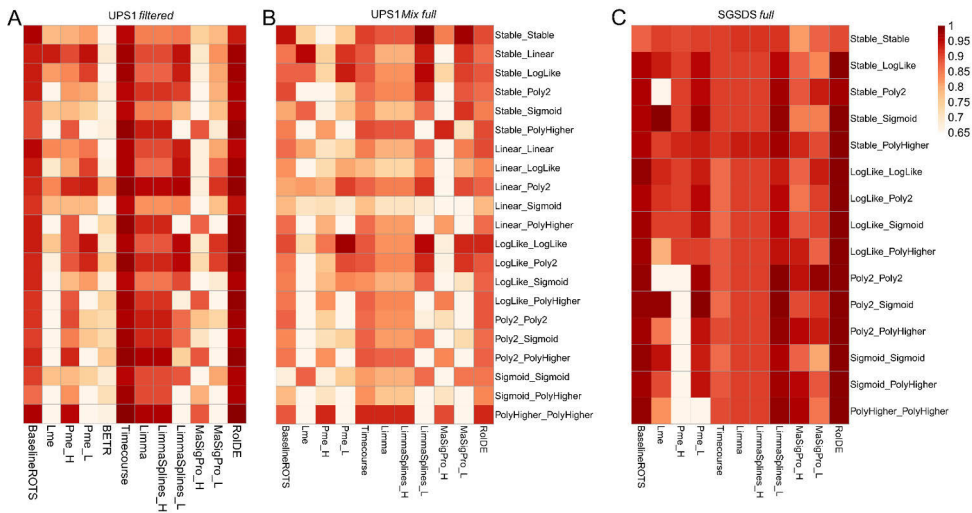 A
UPS1 filtered
BaselineROTS
Lme
Pme_H
Pme_L
BETR
Timecourse
Limma
LimmaSplines_H
LimmaSplines_L
MaSigPro_H
MaSigPro_L
RolDE
B
UPS1 Mix full
Stable_Stable
Stable_Linear
Stable_LogLike
Stable_Poly2
Stable_Sigmoid
Stable_PolyHigher
Linear_Linear
Linear_LogLike
Linear_Poly2
Linear_Sigmoid
Linear_PolyHigher
LogLike_LogLike
LogLike_Poly2
LogLike_Sigmoid
LogLike_PolyHigher
Poly2_Poly2
Poly2_Sigmoid
Poly2_PolyHigher
Sigmoid_Sigmoid
Sigmoid_PolyHigher
PolyHigher_PolyHigher
BaselineROTS
Lme
Pme_H
Pme_L
Timecourse
Limma
LimmaSplines_H
LimmaSplines_L
MaSigPro_H
MaSigPro_L
RolDE
C
SGSDS full
Stable_Stable
Stable_LogLike
Stable_Poly2
Stable_Sigmoid
Stable_PolyHigher
LogLike_LogLike
LogLike_Poly2
LogLike_Sigmoid
LogLike_PolyHigher
Poly2_Poly2
Poly2_Sigmoid
Poly2_PolyHigher
Sigmoid_Sigmoid
Sigmoid_PolyHigher
PolyHigher_PolyHigher
BaselineROTS
Lme
Pme_H
Pme_L
Timecourse
Limma
LimmaSplines_H
LimmaSplines_L
MaSigPro_H
MaSigPro_L
RolDE
1
0.95
0.9
0.85
0.8
0.75
0.7
0.65